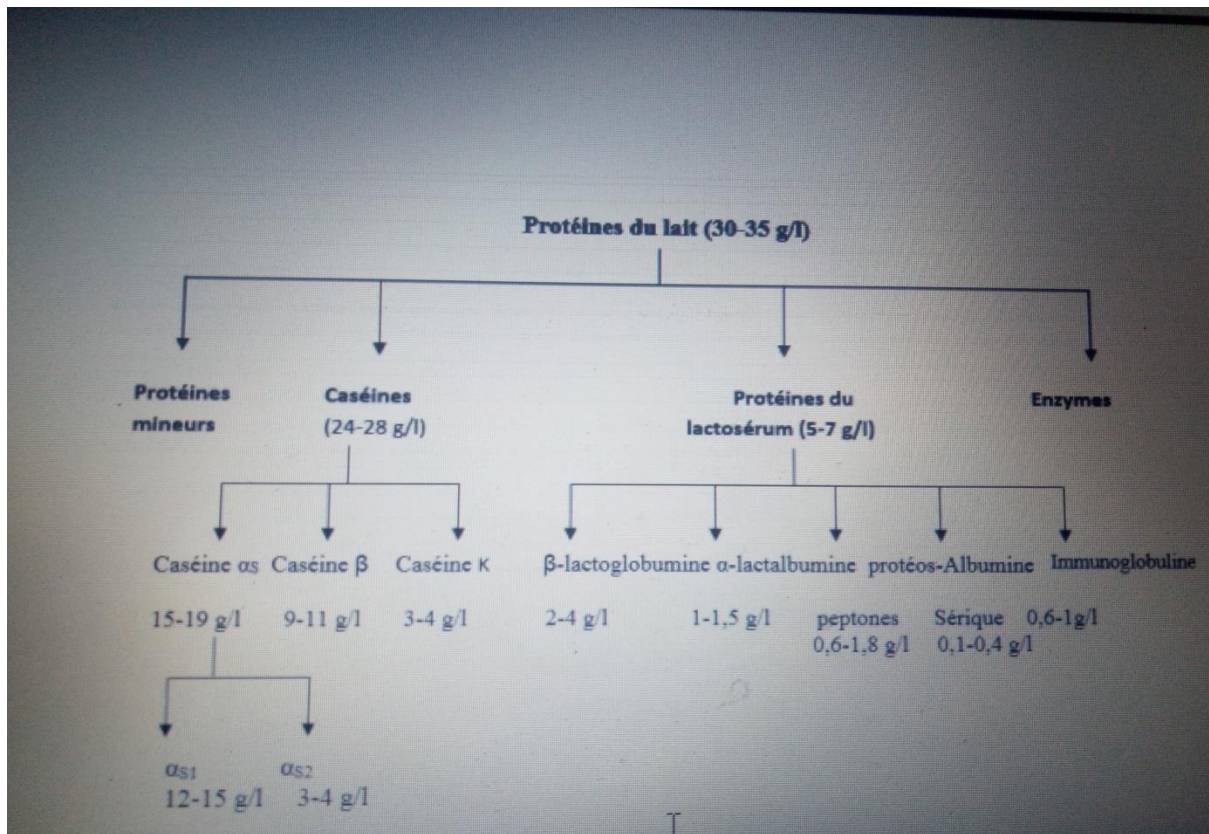 Protéines du lait (30-35 g/l)
Protéines
mineurs
Caséines
(24-28 g/l)
Protéines du
lactosérum (5-7 g/l)
Enzymes
Caséine αs Caséine β Caséine K
15-19 g/l 9-11 g/l 3-4 g/l
β-lactoglobumine α-lactalbumine protéos-Albumine Immunoglobuline
2-4 g/l 1-1,5 g/l peptones Sérique 0,6-1g/l
0,6-1,8 g/l 0,1-0,4 g/l
αS1 αS2
12-15 g/l 3-4 g/l